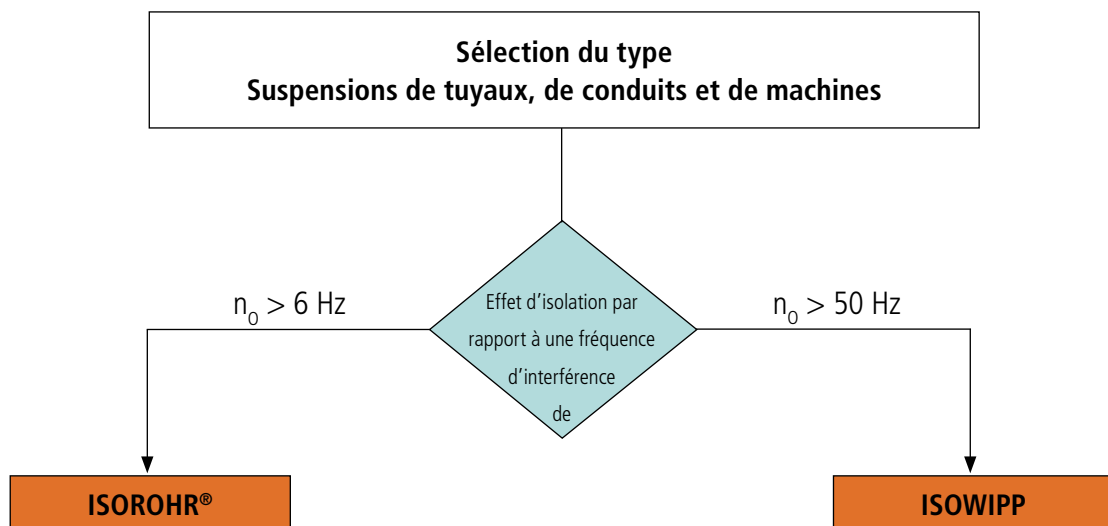 Sélection du type
Suspensions de tuyaux, de conduits et de machines
n₀ > 6 Hz
Effet d’isolation par
rapport à une fréquence
d’interférence
de
n₀ > 50 Hz
ISOROHR®
ISOWIPP